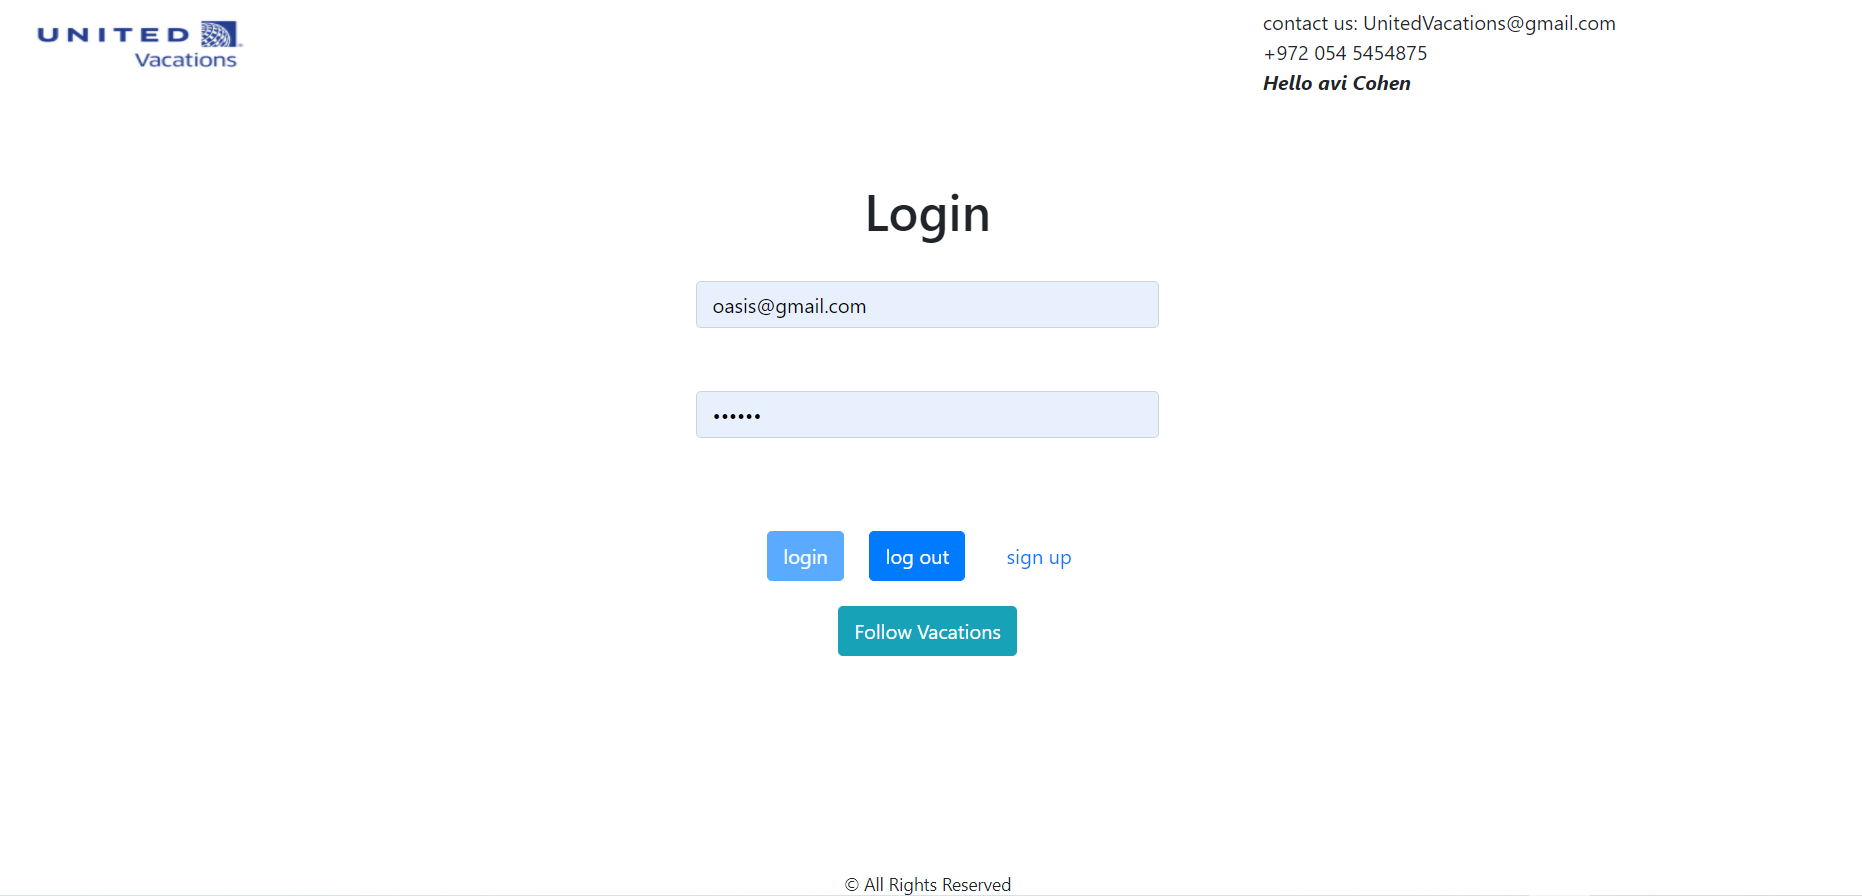 UNITED
Vacations
contact us: UnitedVacations@gmail.com
+972 054 5454875
Hello avi Cohen
Login
oasis@gmail.com
••••••
login log out sign up
Follow Vacations
© All Rights Reserved